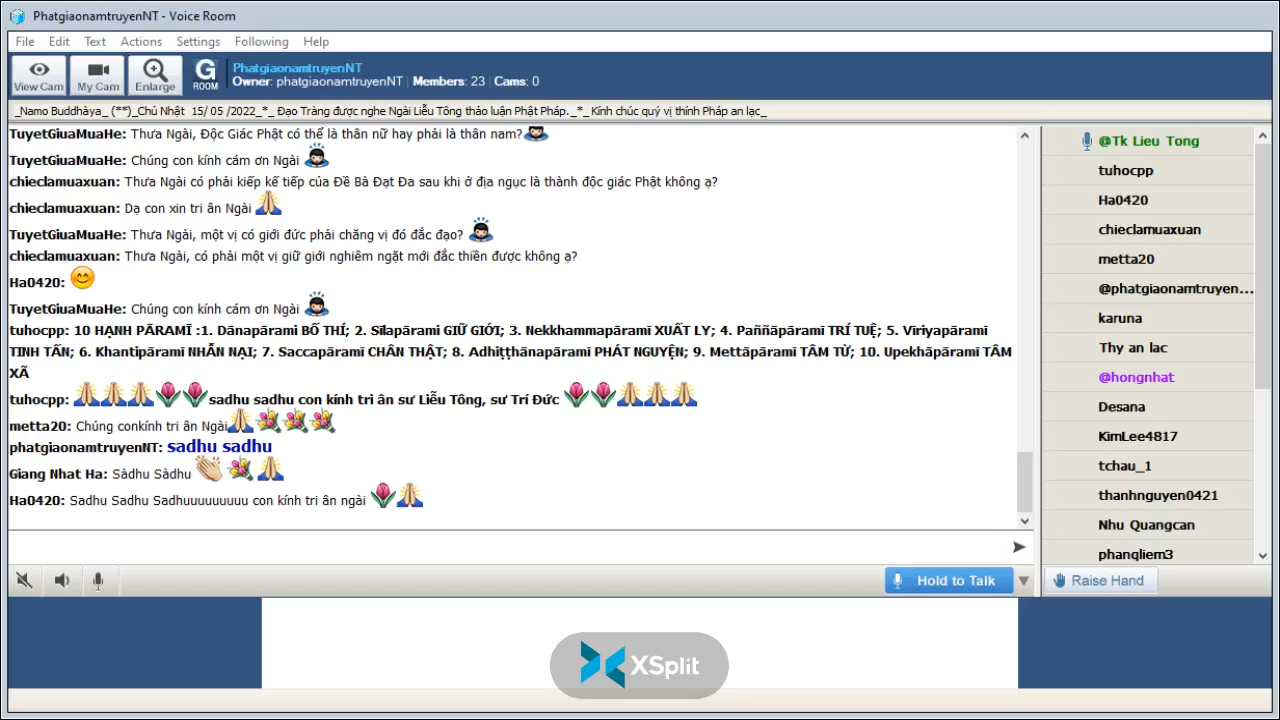 PhatgiaonamtruyenNT - Voice Room
File Edit Text Actions Settings Following Help
View Cam
My Cam
Enlarge
G ROOM
PhatgiaonamtruyenNT
Owner: phatgiaonamtruyenNT | Members: 23 | Cams: 0
_Namo Buddhàya_ (**)_Chủ Nhật 15/ 05 /2022_*_ Đạo Tràng được nghe Ngài Liễu Tông thảo luận Phật Pháp._*_ Kính chúc quý vị thính Pháp an lạc_
TuyetGiuaMuaHe: Thưa Ngài, Độc Giác Phật có thể là thân nữ hay phải là thân nam?
TuyetGiuaMuaHe: Chúng con kính cám ơn Ngài
chieclamuaxuan: Thưa Ngài có phải kiếp kế tiếp của Đề Bà Đạt Đa sau khi ở địa ngục là thành độc giác Phật không ạ?
chieclamuaxuan: Dạ con xin tri ân Ngài
TuyetGiuaMuaHe: Thưa Ngài, một vị có giới đức phải chăng vị đó đắc đạo?
chieclamuaxuan: Thưa Ngài, có phải một vị giữ giới nghiêm ngặt mới đắc thiền được không ạ?
Ha0420:
TuyetGiuaMuaHe: Chúng con kính cám ơn Ngài
tuhocpp: 10 HẠNH PĀRAMĪ :1. Dānapāramī BỐ THÍ; 2. Sīlapāramī GIỮ GIỚI; 3. Nekkhammapāramī XUẤT LY; 4. Paññāpāramī TRÍ TUỆ; 5. Vīriyapāramī
TINH TẤN; 6. Khantipāramī NHẪN NẠI; 7. Saccapāramī CHÂN THẬT; 8. Adhiṭṭhānapāramī PHÁT NGUYỆN; 9. Mettāpāramī TÂM TỪ; 10. Upekhāpāramī TÂM
XÃ
tuhocpp: sadhu sadhu con kính tri ân sư Liễu Tông, sư Trí Đức
metta20: Chúng conkính tri ân Ngài
phatgiaonamtruyenNT: sadhu sadhu
Giang Nhat Ha: Sàdhu Sàdhu
Ha0420: Sadhu Sadhu Sadhuuuuuuuuu con kính tri ân ngài
@Tk Lieu Tong
tuhocpp
Ha0420
chieclamuaxuan
metta20
@phatgiaonamtruyen...
karuna
Thy an lac
@hongnhat
Desana
KimLee4817
tchau_1
thanhnguyen0421
Nhu Quangcan
phanqliem3
Hold to Talk
Raise Hand
XSplit